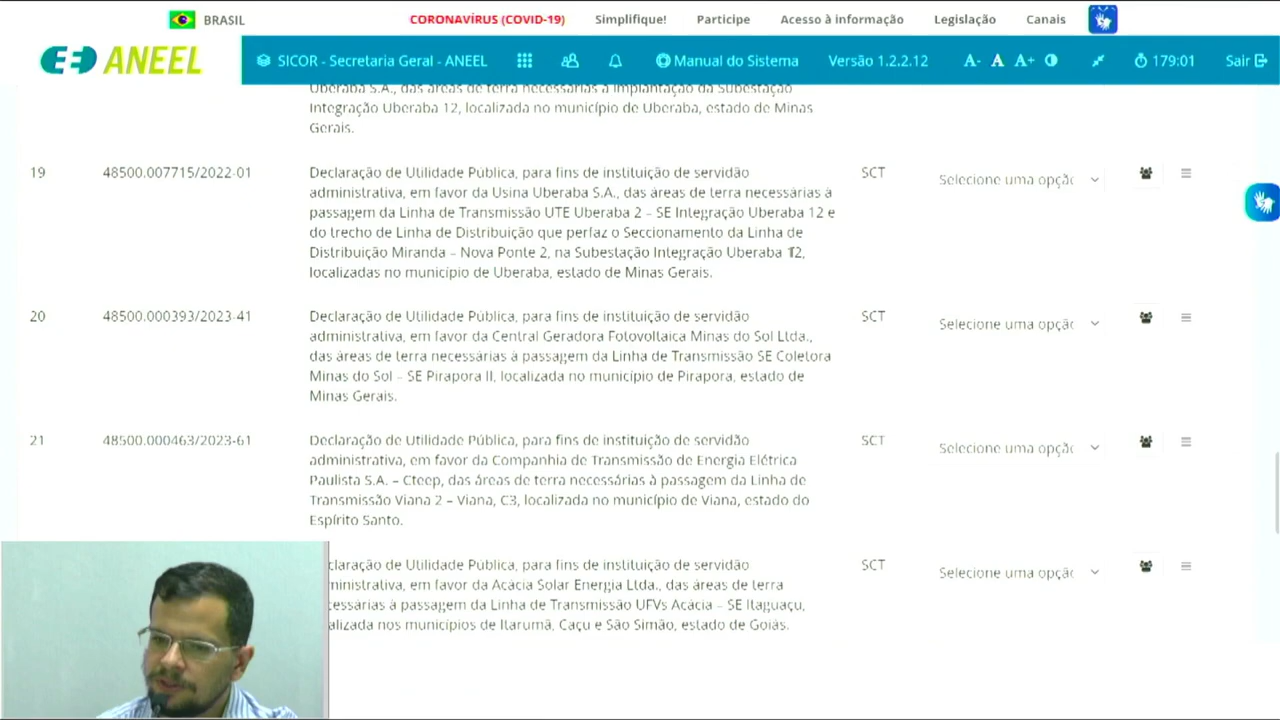 BRASIL
CORONAVÍRUS (COVID-19)
Simplifique!
Participe
Acesso à informação
Legislação
Canais
ANEEL
SICOR - Secretaria Geral - ANEEL
Manual do Sistema
Versão 1.2.2.12
A-
A
A+
179:01
Sair
Uberaba S.A., das áreas de terra necessárias à implantação da Subestação
Integração Uberaba 12, localizada no município de Uberaba, estado de Minas
Gerais.
19
48500.007715/2022-01
Declaração de Utilidade Pública, para fins de instituição de servidão
administrativa, em favor da Usina Uberaba S.A., das áreas de terra necessárias à
passagem da Linha de Transmissão UTE Uberaba 2 – SE Integração Uberaba 12 e
do trecho de Linha de Distribuição que perfaz o Seccionamento da Linha de
Distribuição Miranda – Nova Ponte 2, na Subestação Integração Uberaba 12,
localizadas no município de Uberaba, estado de Minas Gerais.
SCT
Selecione uma opçã
20
48500.000393/2023-41
Declaração de Utilidade Pública, para fins de instituição de servidão
administrativa, em favor da Central Geradora Fotovoltaica Minas do Sol Ltda.,
das áreas de terra necessárias à passagem da Linha de Transmissão SE Coletora
Minas do Sol – SE Pirapora II, localizada no município de Pirapora, estado de
Minas Gerais.
SCT
Selecione uma opçã
21
48500.000463/2023-61
Declaração de Utilidade Pública, para fins de instituição de servidão
administrativa, em favor da Companhia de Transmissão de Energia Elétrica
Paulista S.A. – Cteep, das áreas de terra necessárias à passagem da Linha de
Transmissão Viana 2 – Viana, C3, localizada no município de Viana, estado do
Espírito Santo.
SCT
Selecione uma opçã
claração de Utilidade Pública, para fins de instituição de servidão
ministrativa, em favor da Acácia Solar Energia Ltda., das áreas de terra
cessárias à passagem da Linha de Transmissão UFVs Acácia – SE Itaguaçu,
alizada nos municípios de Itarumã, Caçu e São Simão, estado de Goiás.
SCT
Selecione uma opçã